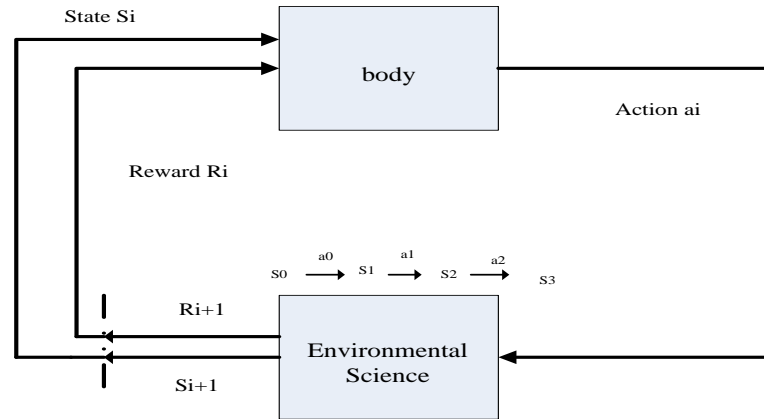 State Si
body
Action ai
Reward Ri
a0 a1 a2
S0 S1 S2 S3
Ri+1
Environmental
Science
Si+1